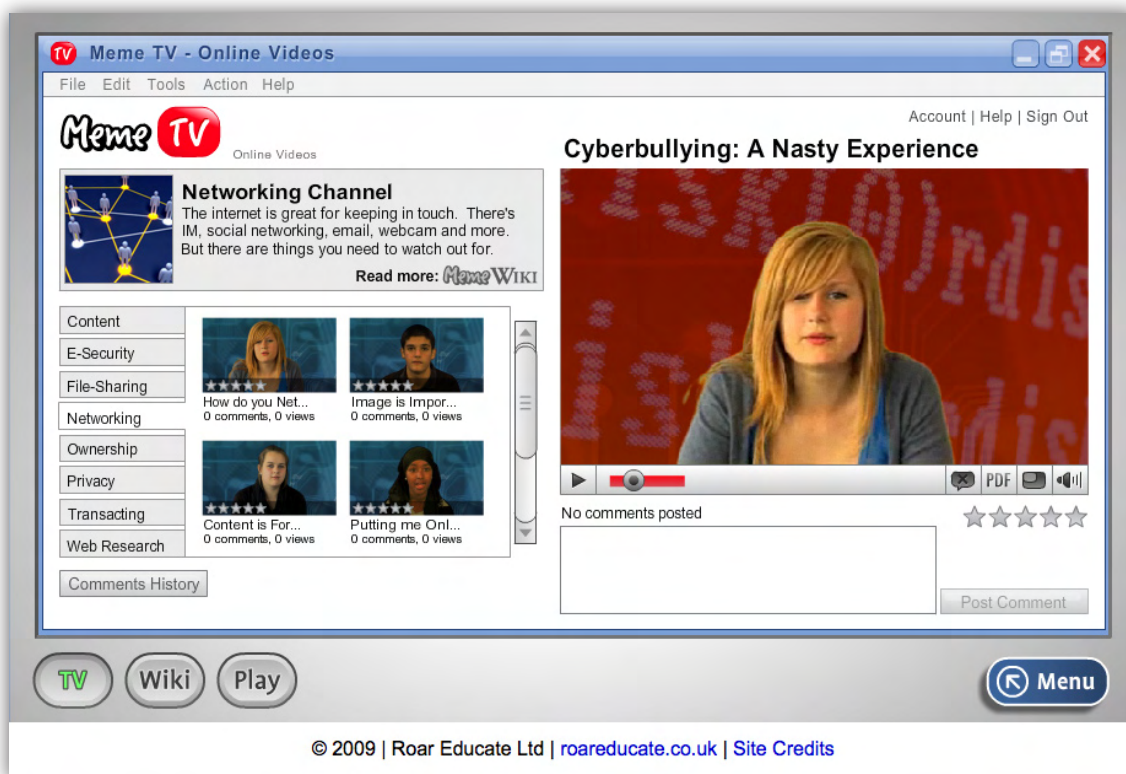 TV Meme TV - Online Videos
File Edit Tools Action Help
Meme TV
Online Videos
Account | Help | Sign Out
Networking Channel
The internet is great for keeping in touch. There's
IM, social networking, email, webcam and more.
But there are things you need to watch out for.
Read more: MemeWiki
Content
E-Security
File-Sharing
Networking
Ownership
Privacy
Transacting
Web Research
How do you Net...
0 comments, 0 views
Image is Impor...
0 comments, 0 views
Content is For...
0 comments, 0 views
Putting me Onl...
0 comments, 0 views
Comments History
Cyberbullying: A Nasty Experience
PDF
No comments posted
Post Comment
TV Wiki Play
Menu
© 2009 | Roar Educate Ltd | roareducate.co.uk | Site Credits